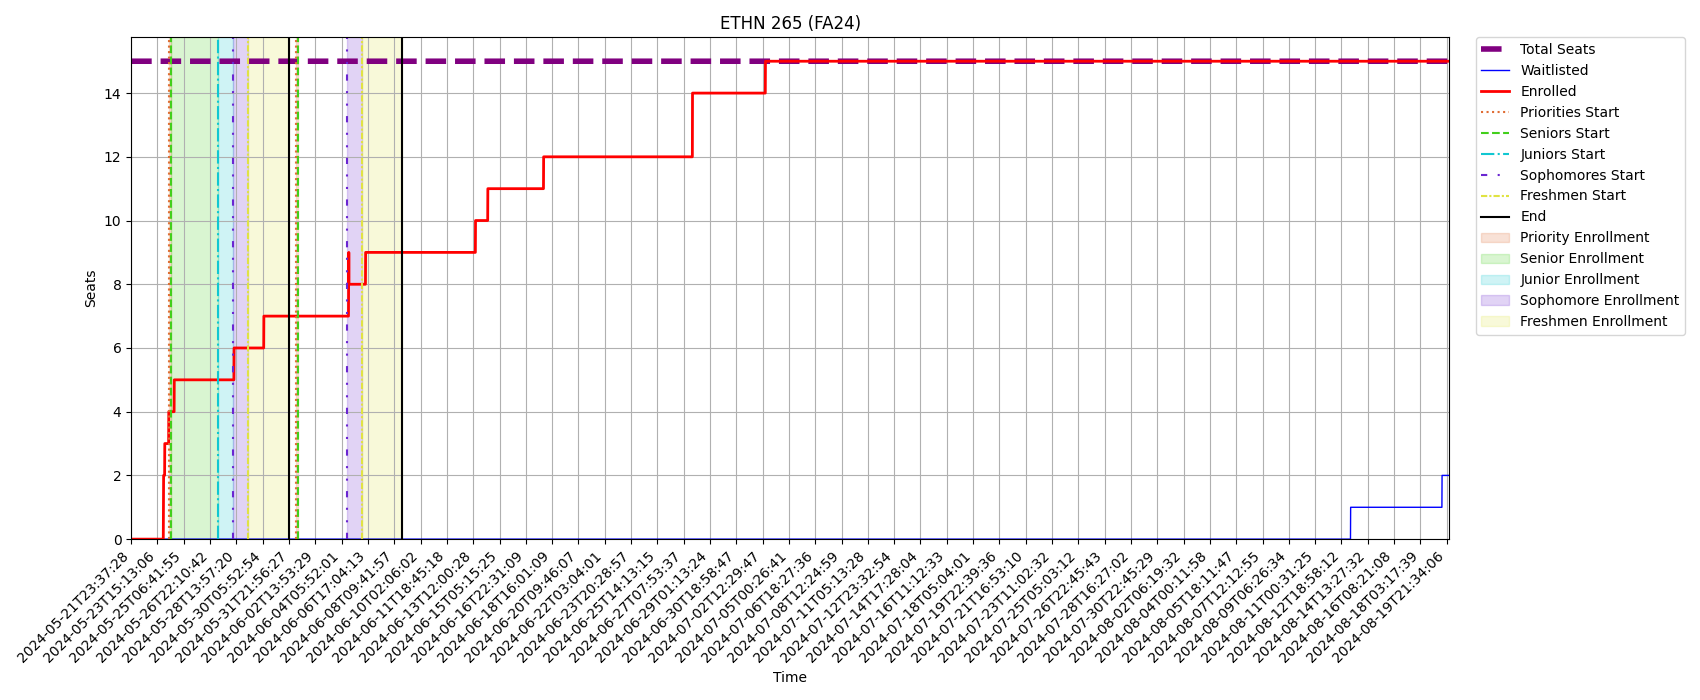 ETHN 265 (FA24)
Total Seats
Waitlisted
Enrolled
Priorities Start
Seniors Start
Juniors Start
Sophomores Start
Freshmen Start
End
Priority Enrollment
Senior Enrollment
Junior Enrollment
Sophomore Enrollment
Freshmen Enrollment
Seats
14
12
10
8
6
4
2
0
2024-05-21T23:37:28
2024-05-23T15:13:06
2024-05-25T06:41:55
2024-05-26T22:10:42
2024-05-28T13:57:20
2024-05-30T05:52:54
2024-05-31T21:56:27
2024-06-02T13:53:29
2024-06-04T05:52:01
2024-06-06T17:04:13
2024-06-08T09:41:57
2024-06-10T02:06:02
2024-06-11T18:45:18
2024-06-13T12:00:28
2024-06-15T05:15:25
2024-06-16T22:31:09
2024-06-18T16:01:09
2024-06-20T09:46:07
2024-06-22T03:04:01
2024-06-23T20:28:57
2024-06-25T14:13:15
2024-06-27T07:53:37
2024-06-29T01:13:24
2024-06-30T18:58:47
2024-07-02T12:29:47
2024-07-05T00:26:41
2024-07-06T18:27:36
2024-07-08T12:24:59
2024-07-11T05:13:28
2024-07-12T23:32:54
2024-07-14T17:28:04
2024-07-16T11:12:33
2024-07-18T05:04:01
2024-07-19T22:39:36
2024-07-21T16:53:10
2024-07-23T11:02:32
2024-07-25T05:03:12
2024-07-26T22:45:43
2024-07-28T16:27:02
2024-07-30T22:45:29
2024-08-02T06:19:32
2024-08-04T00:11:58
2024-08-05T18:11:47
2024-08-07T12:12:55
2024-08-09T06:26:34
2024-08-11T00:31:25
2024-08-12T18:58:12
2024-08-14T13:27:32
2024-08-16T08:21:08
2024-08-18T03:17:39
2024-08-19T21:34:06
Time